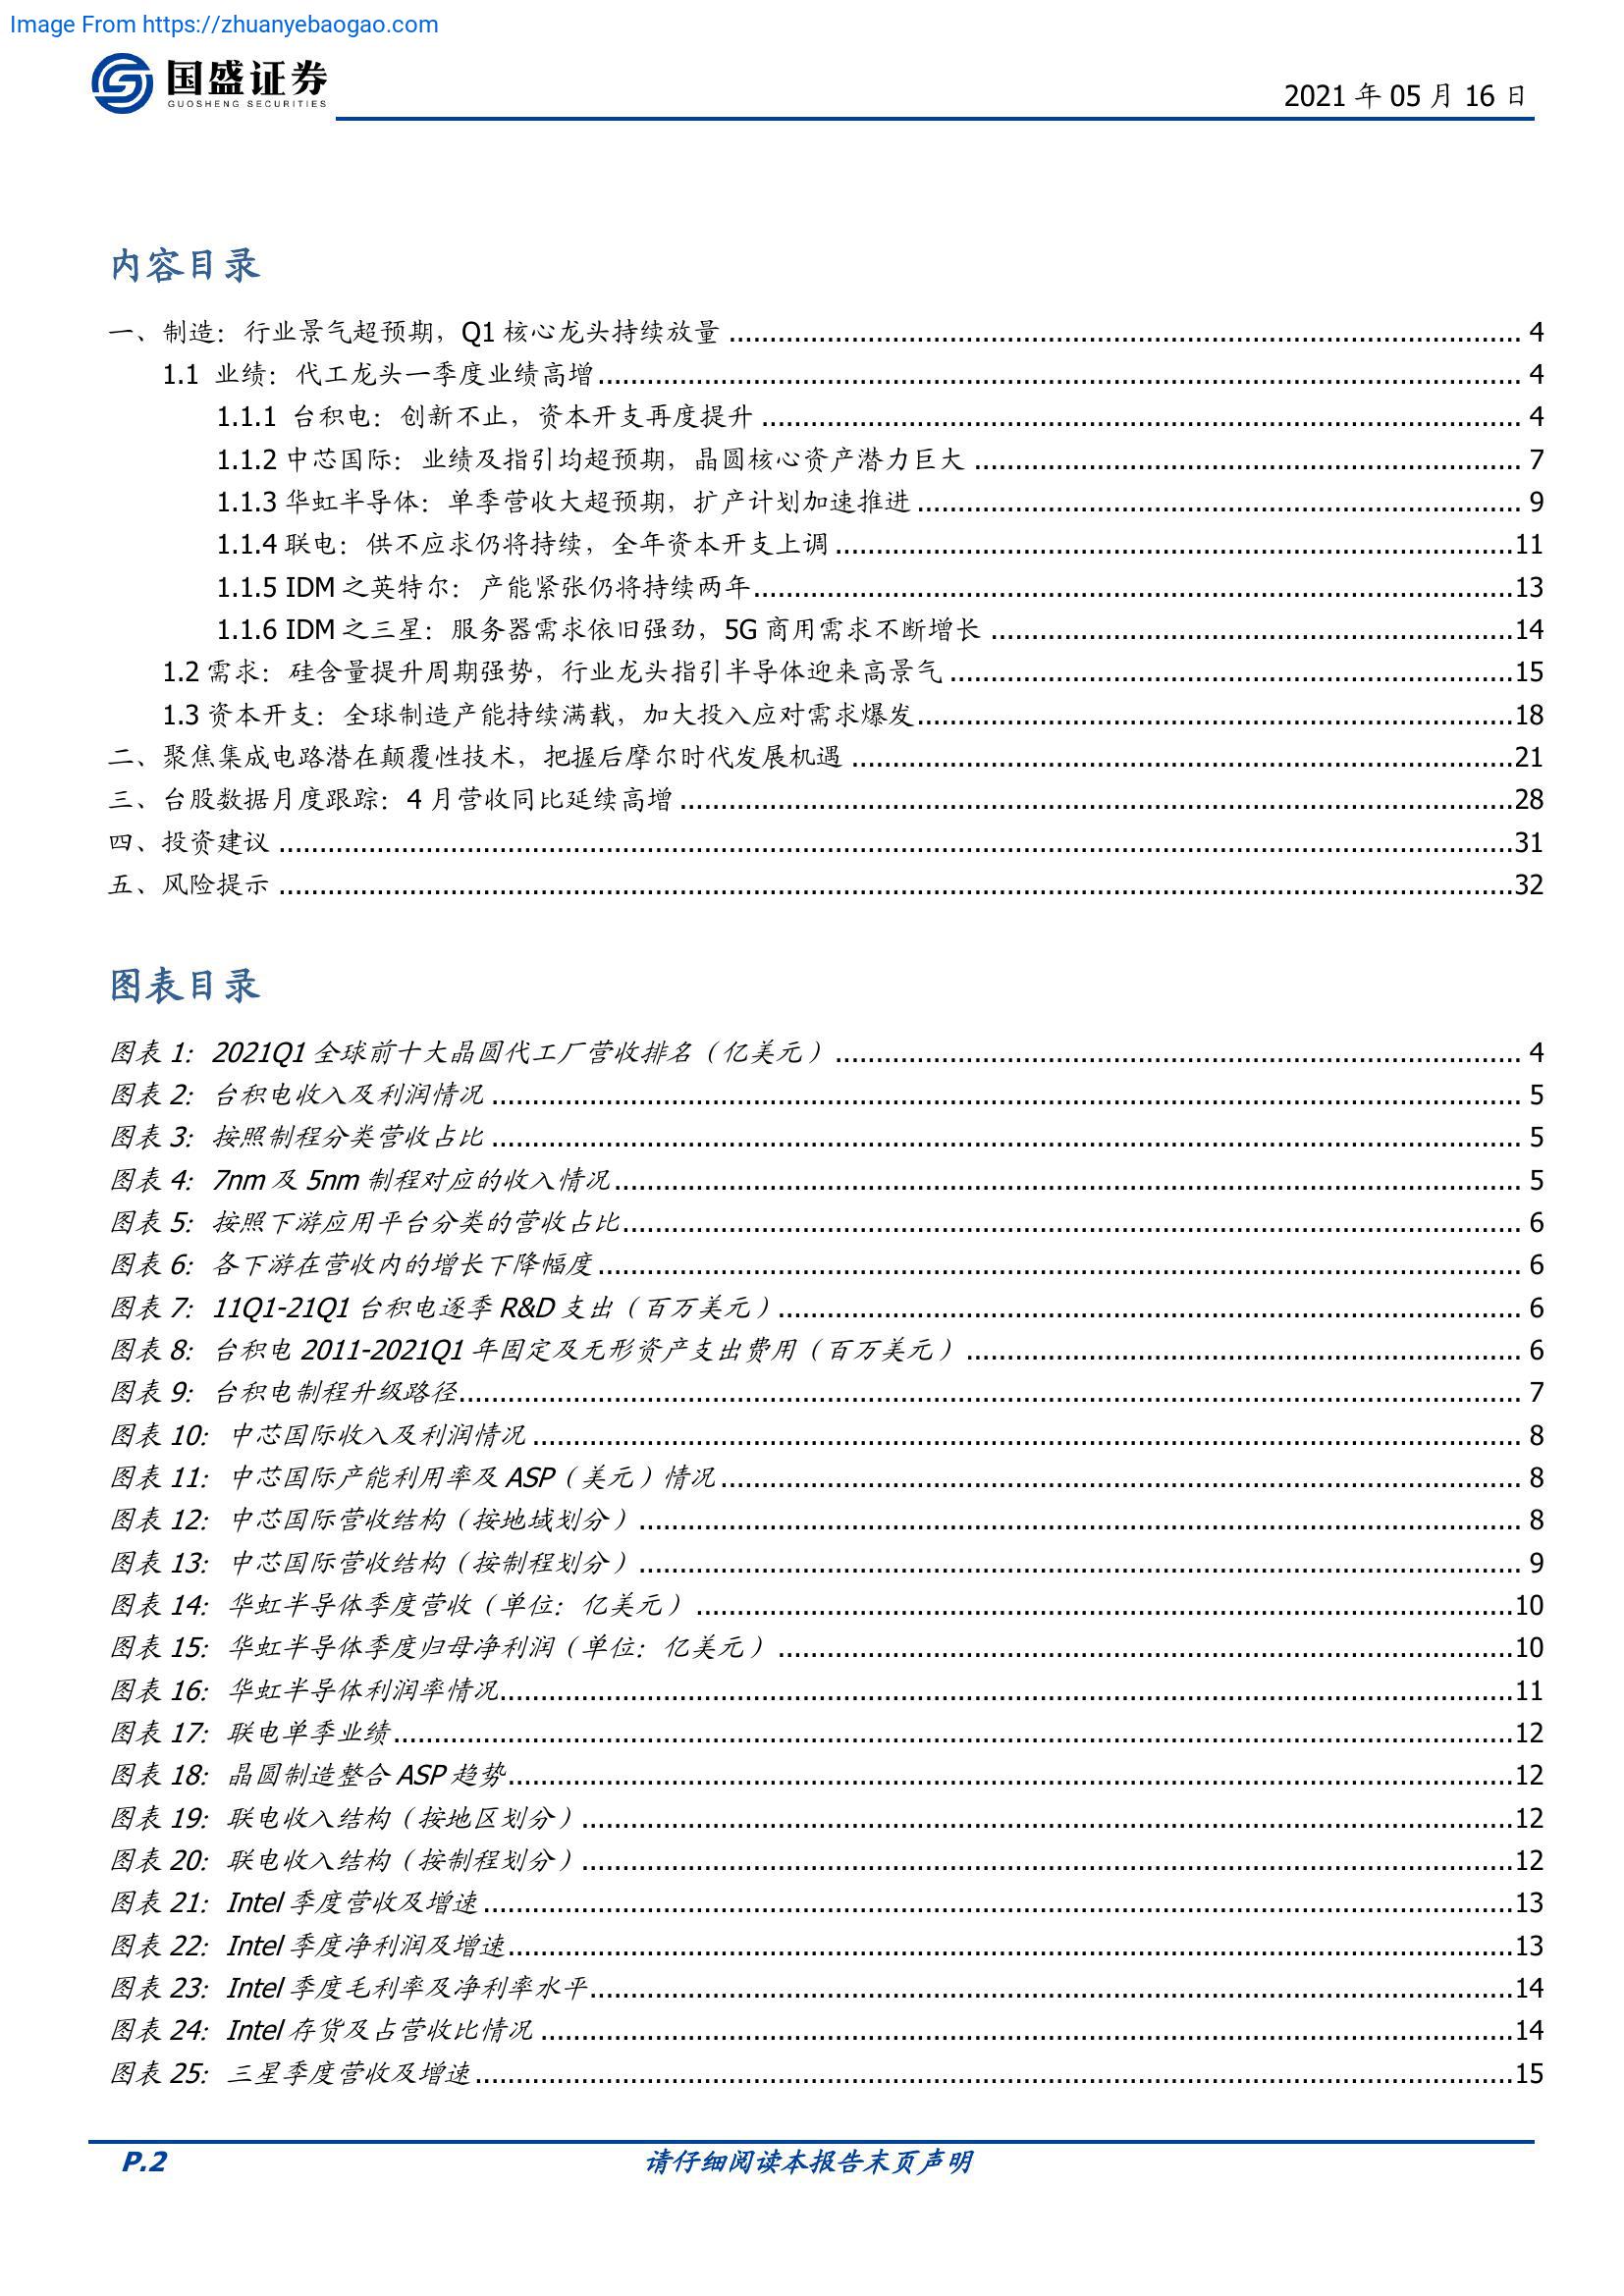 Image From https://zhuanyebaogao.com
国盛证券
GUOSHENG SECURITIES
2021 年 05 月 16 日
内容目录
一、制造：行业景气超预期，Q1 核心龙头持续放量 4
1.1 业绩：代工龙头一季度业绩高增 4
1.1.1 台积电：创新不止，资本开支再度提升 4
1.1.2 中芯国际：业绩及指引均超预期，晶圆核心资产潜力巨大 7
1.1.3 华虹半导体：单季营收大超预期，扩产计划加速推进 9
1.1.4 联电：供不应求仍将持续，全年资本开支上调 11
1.1.5 IDM 之英特尔：产能紧张仍将持续两年 13
1.1.6 IDM 之三星：服务器需求依旧强劲，5G 商用需求不断增长 14
1.2 需求：硅含量提升周期强势，行业龙头指引半导体迎来高景气 15
1.3 资本开支：全球制造产能持续满载，加大投入应对需求爆发 18
二、聚焦集成电路潜在颠覆性技术，把握后摩尔时代发展机遇 21
三、台股数据月度跟踪：4 月营收同比延续高增 28
四、投资建议 31
五、风险提示 32
图表目录
图表 1：2021Q1 全球前十大晶圆代工厂营收排名（亿美元） 4
图表 2：台积电收入及利润情况 5
图表 3：按照制程分类营收占比 5
图表 4：7nm 及 5nm 制程对应的收入情况 5
图表 5：按照下游应用平台分类的营收占比 6
图表 6：各下游在营收内的增长下降幅度 6
图表 7：11Q1-21Q1 台积电逐季 R&D 支出（百万美元） 6
图表 8：台积电 2011-2021Q1 年固定及无形资产支出费用（百万美元） 6
图表 9：台积电制程升级路径 7
图表 10：中芯国际收入及利润情况 8
图表 11：中芯国际产能利用率及 ASP（美元）情况 8
图表 12：中芯国际营收结构（按地域划分） 8
图表 13：中芯国际营收结构（按制程划分） 9
图表 14：华虹半导体季度营收（单位：亿美元） 10
图表 15：华虹半导体季度归母净利润（单位：亿美元） 10
图表 16：华虹半导体利润率情况 11
图表 17：联电单季业绩 12
图表 18：晶圆制造整合 ASP 趋势 12
图表 19：联电收入结构（按地区划分） 12
图表 20：联电收入结构（按制程划分） 12
图表 21：Intel 季度营收及增速 13
图表 22：Intel 季度净利润及增速 13
图表 23：Intel 季度毛利率及净利率水平 14
图表 24：Intel 存货及占营收比情况 14
图表 25：三星季度营收及增速 15
P.2
请仔细阅读本报告末页声明